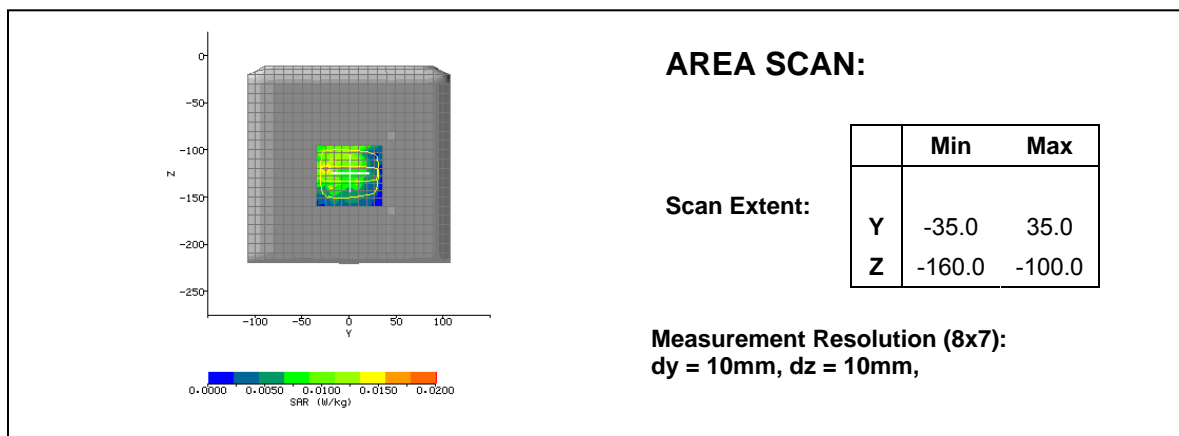 0
-50
-100
-150
-200
-250
Z
-100 -50 0 50 100
Y
0.0000 0.0050 0.0100 0.0150 0.0200
SAR (W/kg)
AREA SCAN:
Min Max
Scan Extent:
Y -35.0 35.0
Z -160.0 -100.0
Measurement Resolution (8x7):
dy = 10mm, dz = 10mm,